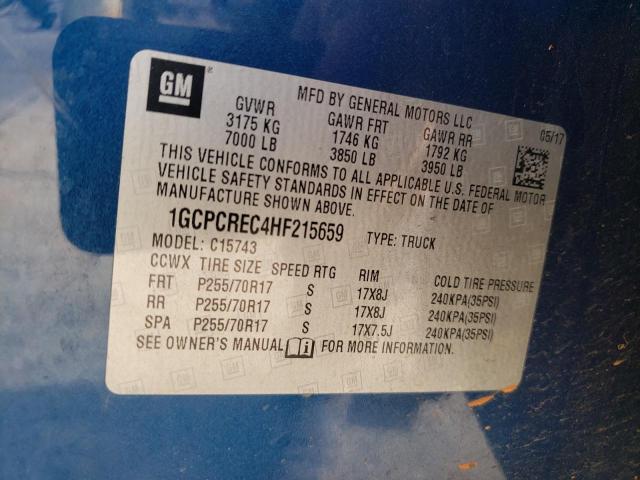 GM
MFD BY GENERAL MOTORS LLC
05/17
GVWR GAWR FRT GAWR RR
3175 KG 1746 KG 1792 KG
7000 LB 3850 LB 3950 LB
THIS VEHICLE CONFORMS TO ALL APPLICABLE U.S. FEDERAL MOTOR
VEHICLE SAFETY STANDARDS IN EFFECT ON THE DATE OF
MANUFACTURE SHOWN ABOVE.
1GCPCREC4HF215659 TYPE: TRUCK
MODEL: C15743
CCWX TIRE SIZE SPEED RTG RIM COLD TIRE PRESSURE
FRT P255/70R17 S 17X8J 240KPA(35PSI)
RR P255/70R17 S 17X8J 240KPA(35PSI)
SPA P255/70R17 S 17X7.5J 240KPA(35PSI)
SEE OWNER'S MANUAL FOR MORE INFORMATION.